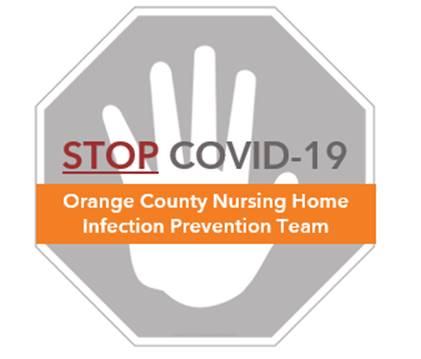 STOP COVID-19
Orange County Nursing Home
Infection Prevention Team